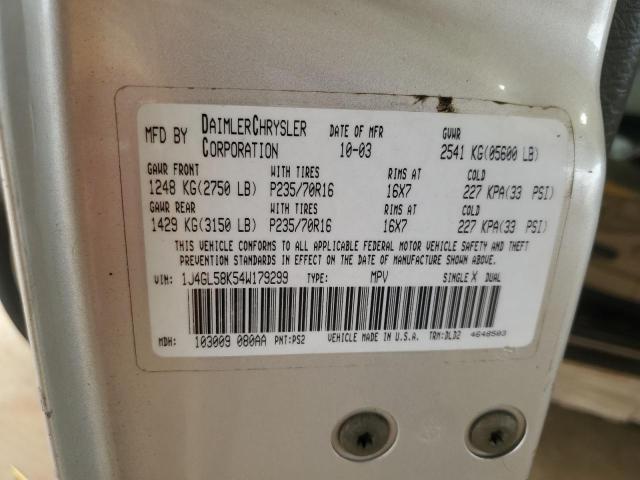 MFD BY DAIMLERCHRYSLER CORPORATION DATE OF MFR 10-03 GVWR 2541 KG(05600 LB)
GAWR FRONT WITH TIRES RIMS AT COLD
1248 KG(2750 LB) P235/70R16 16X7 227 KPA(33 PSI)
GAWR REAR WITH TIRES RIMS AT COLD
1429 KG(3150 LB) P235/70R16 16X7 227 KPA(33 PSI)
THIS VEHICLE CONFORMS TO ALL APPLICABLE FEDERAL MOTOR VEHICLE SAFETY AND THEFT
PREVENTION STANDARDS IN EFFECT ON THE DATE OF MANUFACTURE SHOWN ABOVE.
VIN: 1J4GL58K54W179299 TYPE: MPV SINGLE X DUAL
MDH: 103009 080AA PNT:PS2 VEHICLE MADE IN U.S.A. TRM:DLD2 4648503